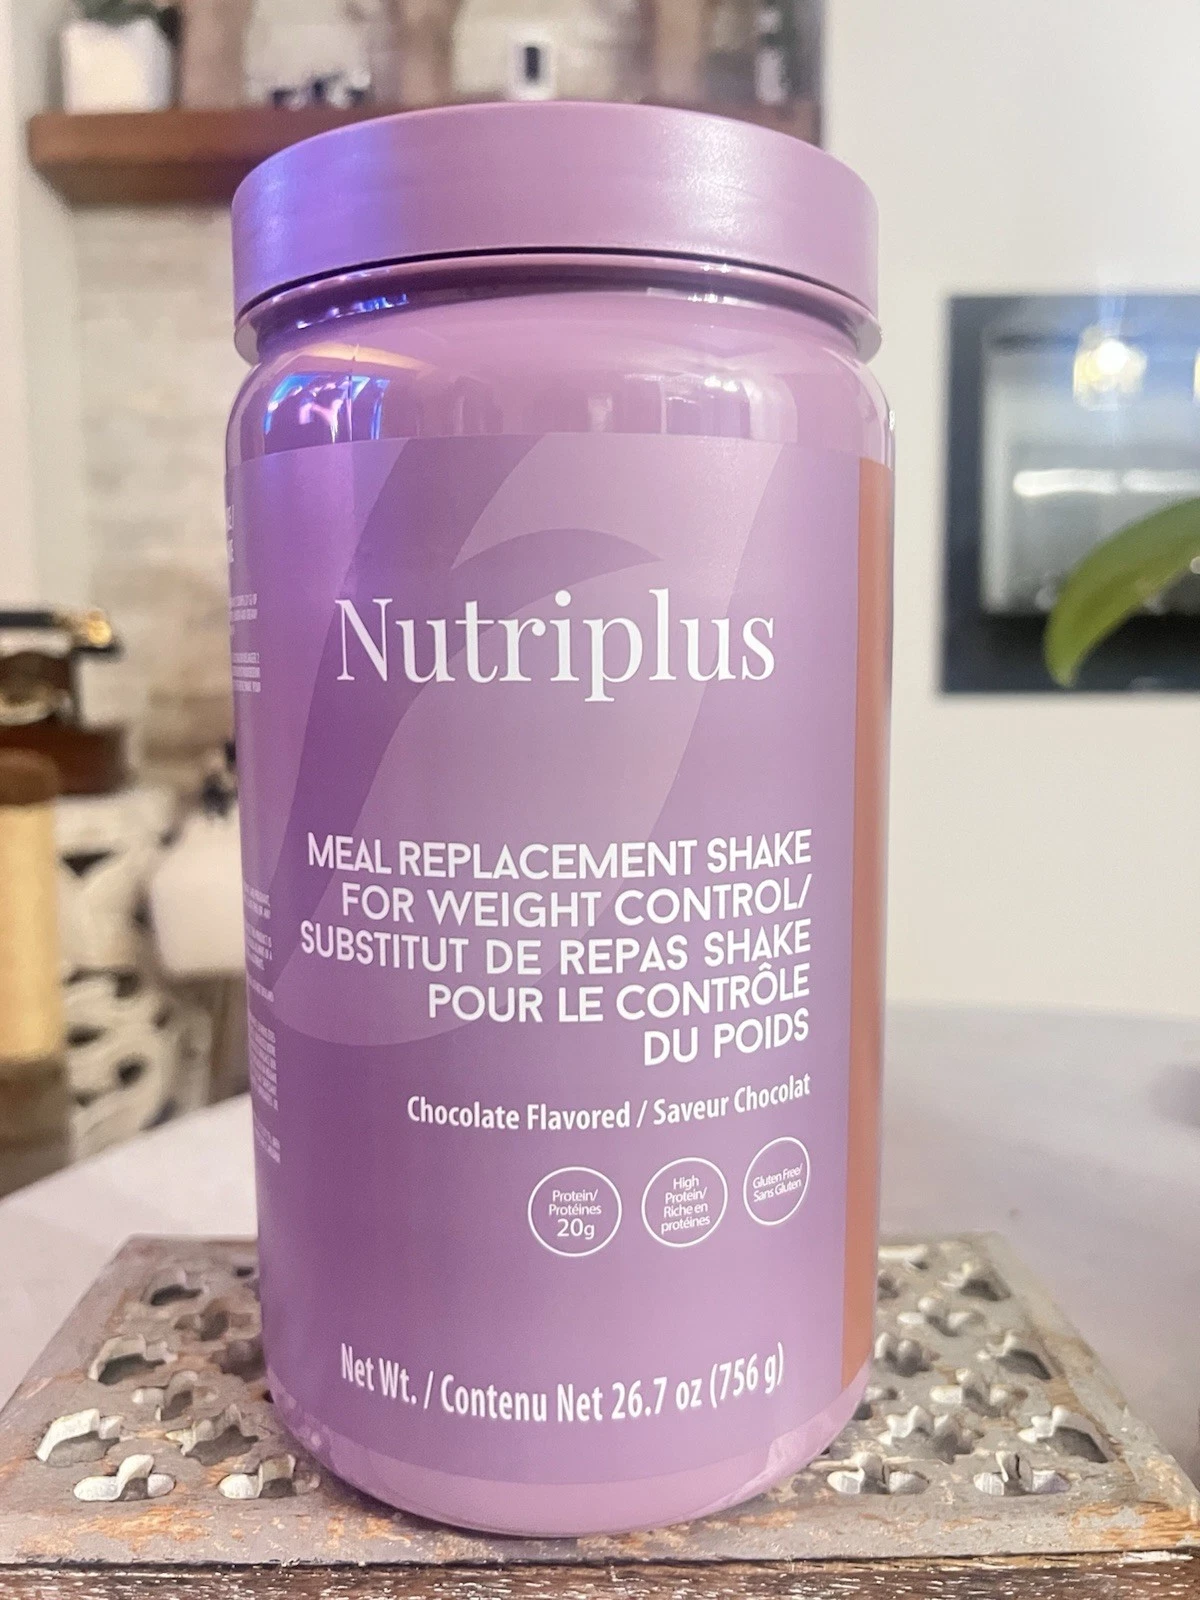 Nutriplus
MEAL REPLACEMENT SHAKE
FOR WEIGHT CONTROL/
SUBSTITUT DE REPAS SHAKE
POUR LE CONTRÔLE
DU POIDS
Chocolate Flavored / Saveur Chocolat
Protein/
Protéines
20g
High
Protein/
Riche en
protéines
Gluten Free/
Sans Gluten
Net Wt. / Contenu Net 26.7 oz (756 g)